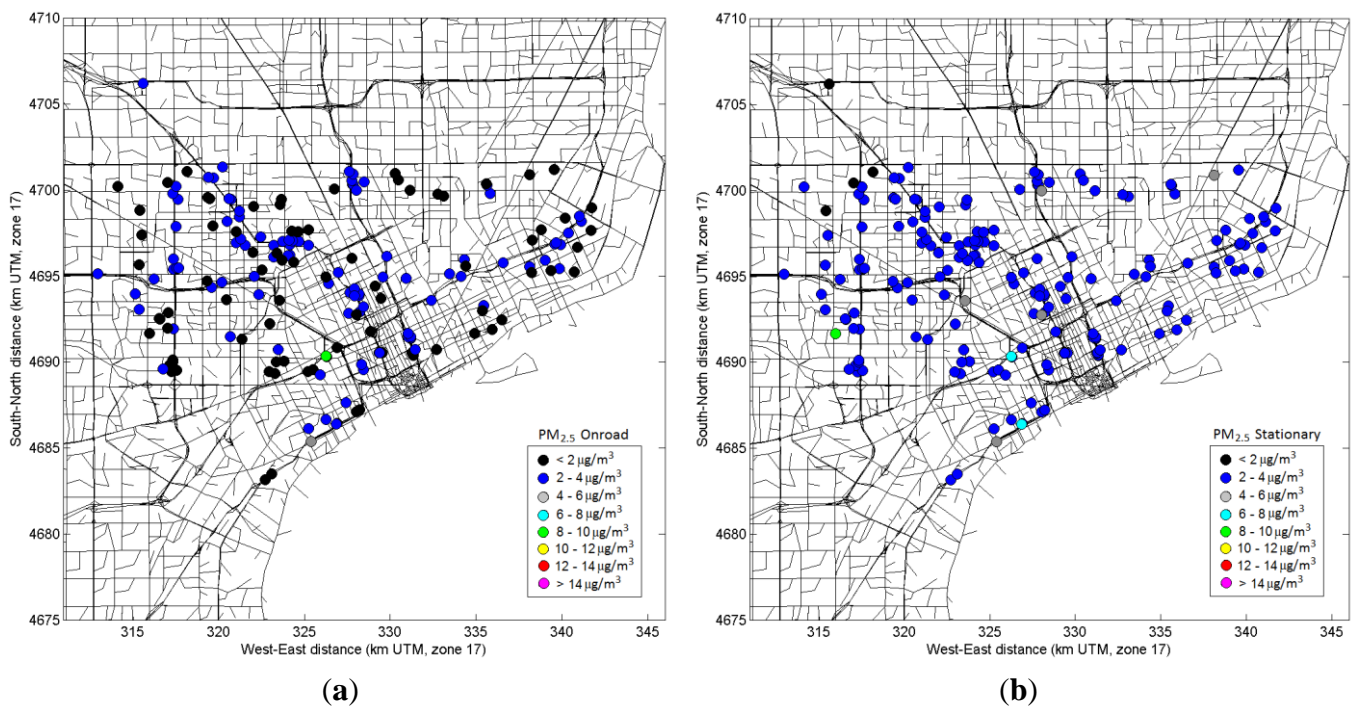 4710
4705
4700
4695
4690
4685
4680
4675
South-North distance (km UTM, zone 17)
315 320 325 330 335 340 345
West-East distance (km UTM, zone 17)
PM2.5 Onroad
< 2 µg/m3
2 - 4 µg/m3
4 - 6 µg/m3
6 - 8 µg/m3
8 - 10 µg/m3
10 - 12 µg/m3
12 - 14 µg/m3
> 14 µg/m3
(a)
4710
4705
4700
4695
4690
4685
4680
4675
South-North distance (km UTM, zone 17)
315 320 325 330 335 340 345
West-East distance (km UTM, zone 17)
PM2.5 Stationary
< 2 µg/m3
2 - 4 µg/m3
4 - 6 µg/m3
6 - 8 µg/m3
8 - 10 µg/m3
10 - 12 µg/m3
12 - 14 µg/m3
> 14 µg/m3
(b)